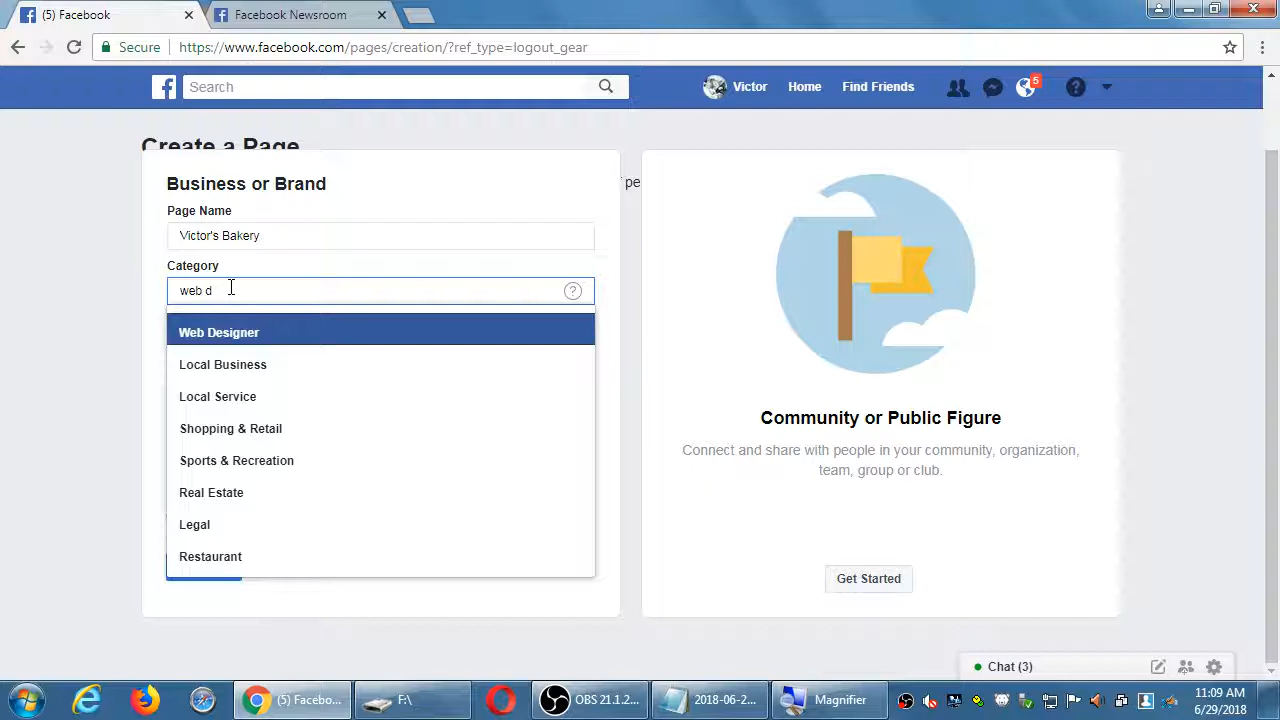 (5) Facebook
Facebook Newsroom
Secure
https://www.facebook.com/pages/creation/?ref_type=logout_gear
Search
Victor
Home
Find Friends
5
?
Create a Page
pe
Business or Brand
Page Name
Victor's Bakery
Category
web d
?
Web Designer
Local Business
Local Service
Shopping & Retail
Sports & Recreation
Real Estate
Legal
Restaurant
Community or Public Figure
Connect and share with people in your community, organization,
team, group or club.
Get Started
Chat (3)
(5) Facebo...
F:\
OBS 21.1.2...
2018-06-2...
Magnifier
11:09 AM
6/29/2018